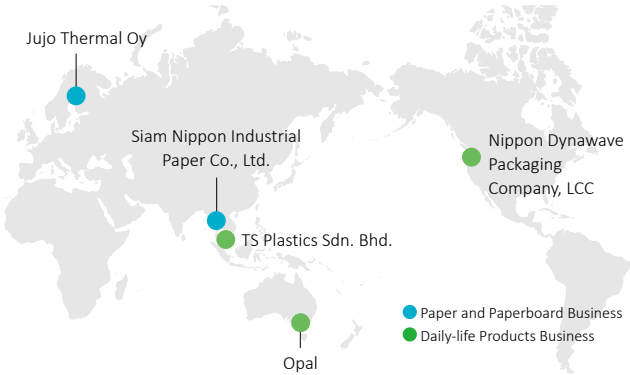 Jujo Thermal Oy
Siam Nippon Industrial
Paper Co., Ltd.
Nippon Dynawave
Packaging
Company, LCC
TS Plastics Sdn. Bhd.
Paper and Paperboard Business
Daily-life Products Business
Opal